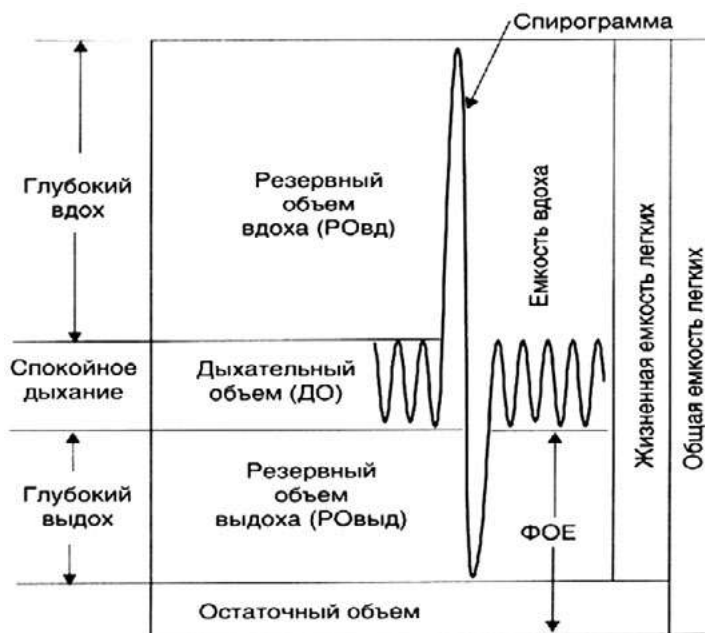 Спирограмма
Глубокий
вдох
Резервный
объем
вдоха (РОвд)
Емкость вдоха
Жизненная емкость легких
Общая емкость легких
Спокойное
дыхание
Дыхательный
объем (ДО)
Глубокий
выдох
Резервный
объем
выдоха (РОвыд)
ФОЕ
Остаточный объем